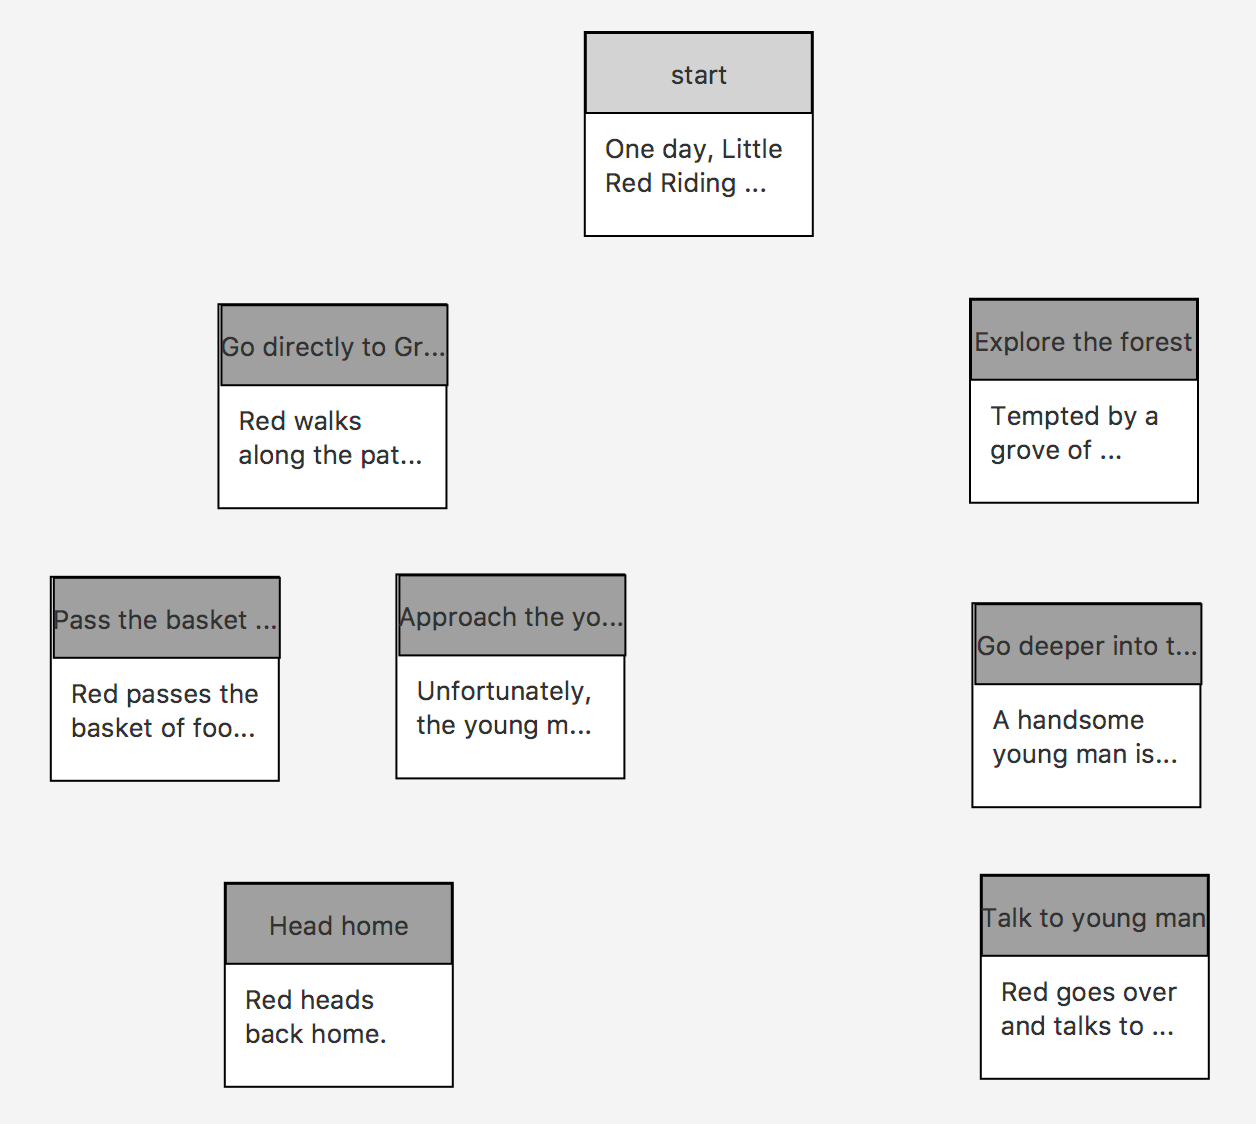 start
One day, Little
Red Riding ...
Go directly to Gr...
Red walks
along the pat...
Explore the forest
Tempted by a
grove of ...
Pass the basket ...
Red passes the
basket of foo...
Approach the yo...
Unfortunately,
the young m...
Go deeper into t...
A handsome
young man is...
Head home
Red heads
back home.
Talk to young man
Red goes over
and talks to ...